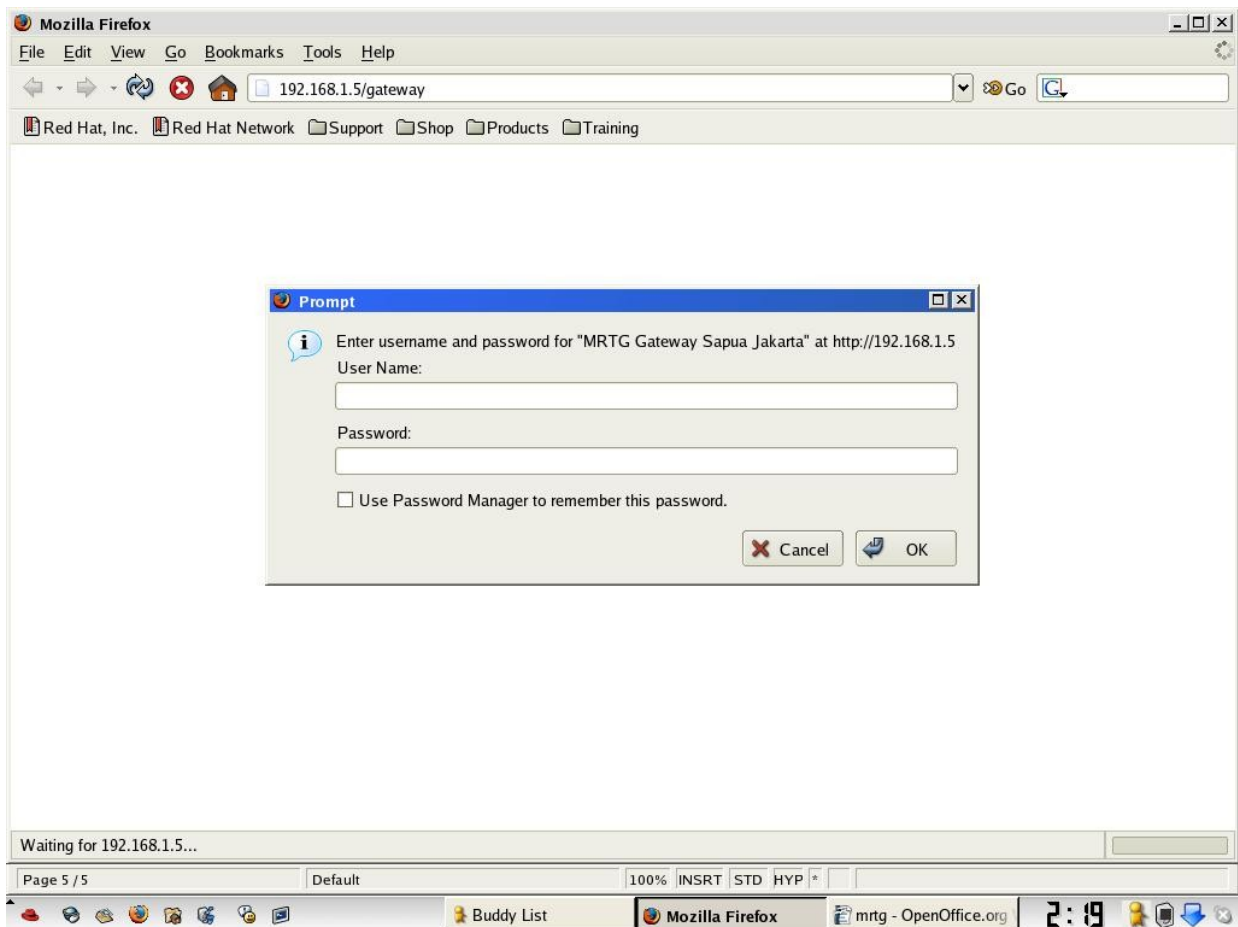 Mozilla Firefox
File Edit View Go Bookmarks Tools Help
192.168.1.5/gateway Go G
Red Hat, Inc. Red Hat Network Support Shop Products Training
Prompt
Enter username and password for "MRTG Gateway Sapua Jakarta" at http://192.168.1.5
User Name:
Password:
Use Password Manager to remember this password.
Cancel OK
Waiting for 192.168.1.5...
Page 5 / 5 Default 100% INSRT STD HYP *
Buddy List Mozilla Firefox mrtg - OpenOffice.org 2:19